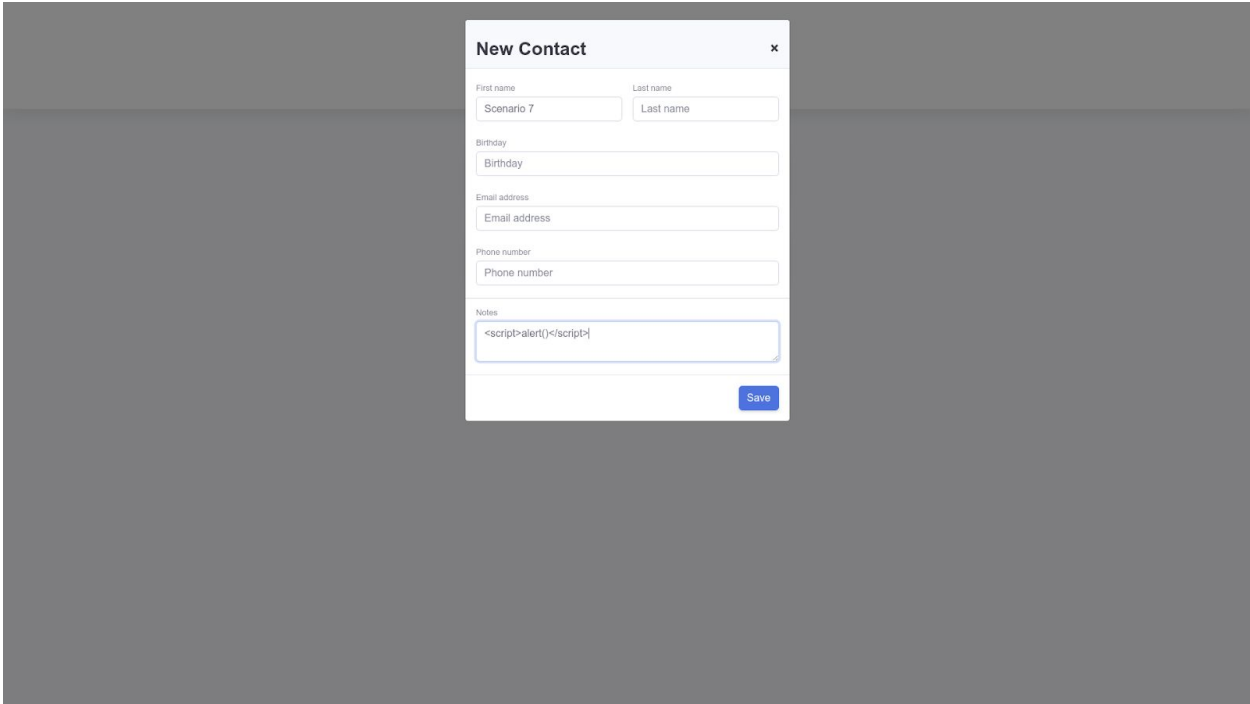 New Contact ×
First name Last name
Scenario 7 Last name
Birthday
Birthday
Email address
Email address
Phone number
Phone number
Notes
<script>alert()</script>
Save